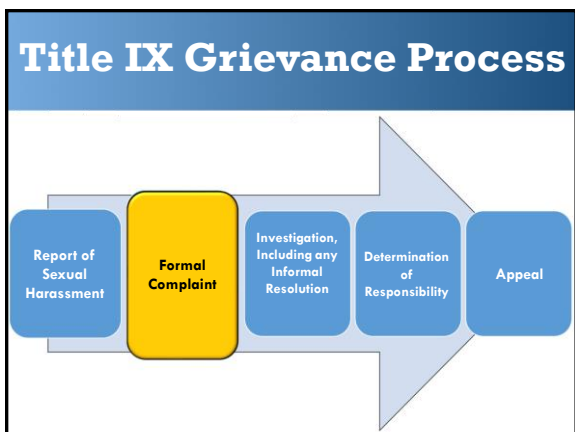 Title IX Grievance Process
Report of
Sexual
Harassment
Formal
Complaint
Investigation,
Including any
Informal
Resolution
Determination
of
Responsibility
Appeal